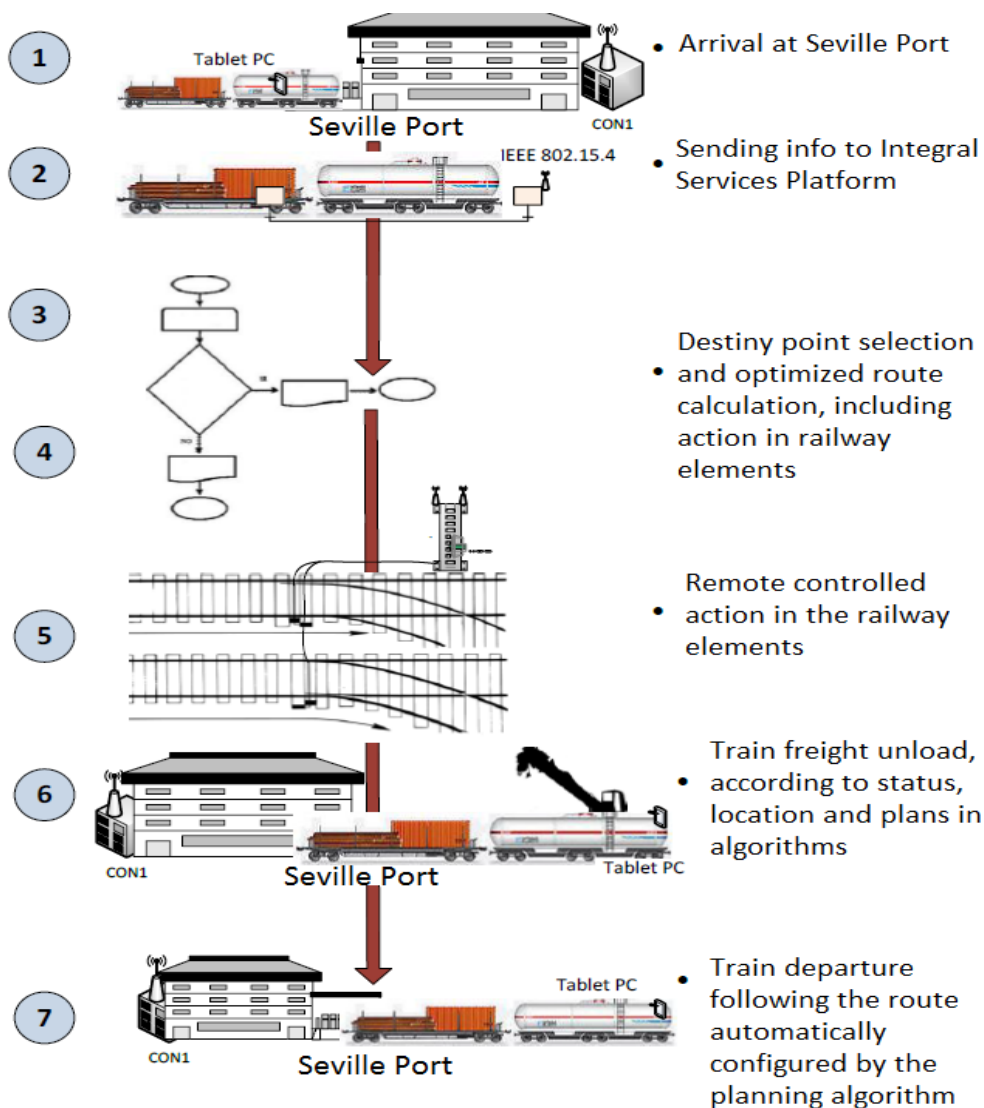 1
Tablet PC
Seville Port
CON1
• Arrival at Seville Port
2
IEEE 802.15.4
• Sending info to Integral
Services Platform
3
4
NO
Destiny point selection
• and optimized route
calculation, including
action in railway
elements
5
Remote controlled
• action in the railway
elements
6
CON1
Seville Port
Tablet PC
Train freight unload,
• according to status,
location and plans in
algorithms
7
CON1
Seville Port
Tablet PC
• Train departure
following the route
automatically
configured by the
planning algorithm